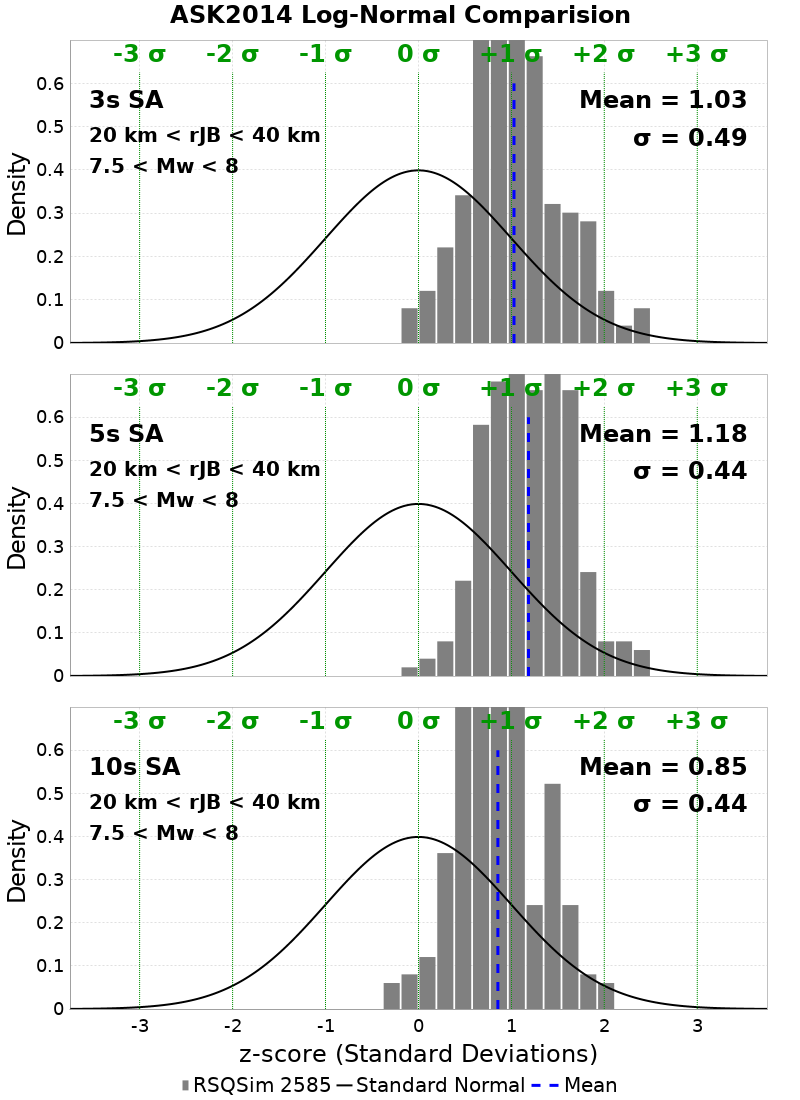 ASK2014 Log-Normal Comparision
-3 σ -2 σ -1 σ 0 σ +1 σ +2 σ +3 σ
0.6
3s SA
Mean = 1.03
0.5
20 km < rJB < 40 km
σ = 0.49
7.5 < Mw < 8
0.4
Density
0.3
0.2
0.1
0
-3 σ -2 σ -1 σ 0 σ +1 σ +2 σ +3 σ
0.6
5s SA
Mean = 1.18
0.5
20 km < rJB < 40 km
σ = 0.44
7.5 < Mw < 8
0.4
Density
0.3
0.2
0.1
0
-3 σ -2 σ -1 σ 0 σ +1 σ +2 σ +3 σ
0.6
10s SA
Mean = 0.85
0.5
20 km < rJB < 40 km
σ = 0.44
7.5 < Mw < 8
0.4
Density
0.3
0.2
0.1
0
-3 -2 -1 0 1 2 3
z-score (Standard Deviations)
RSQSim 2585 Standard Normal Mean